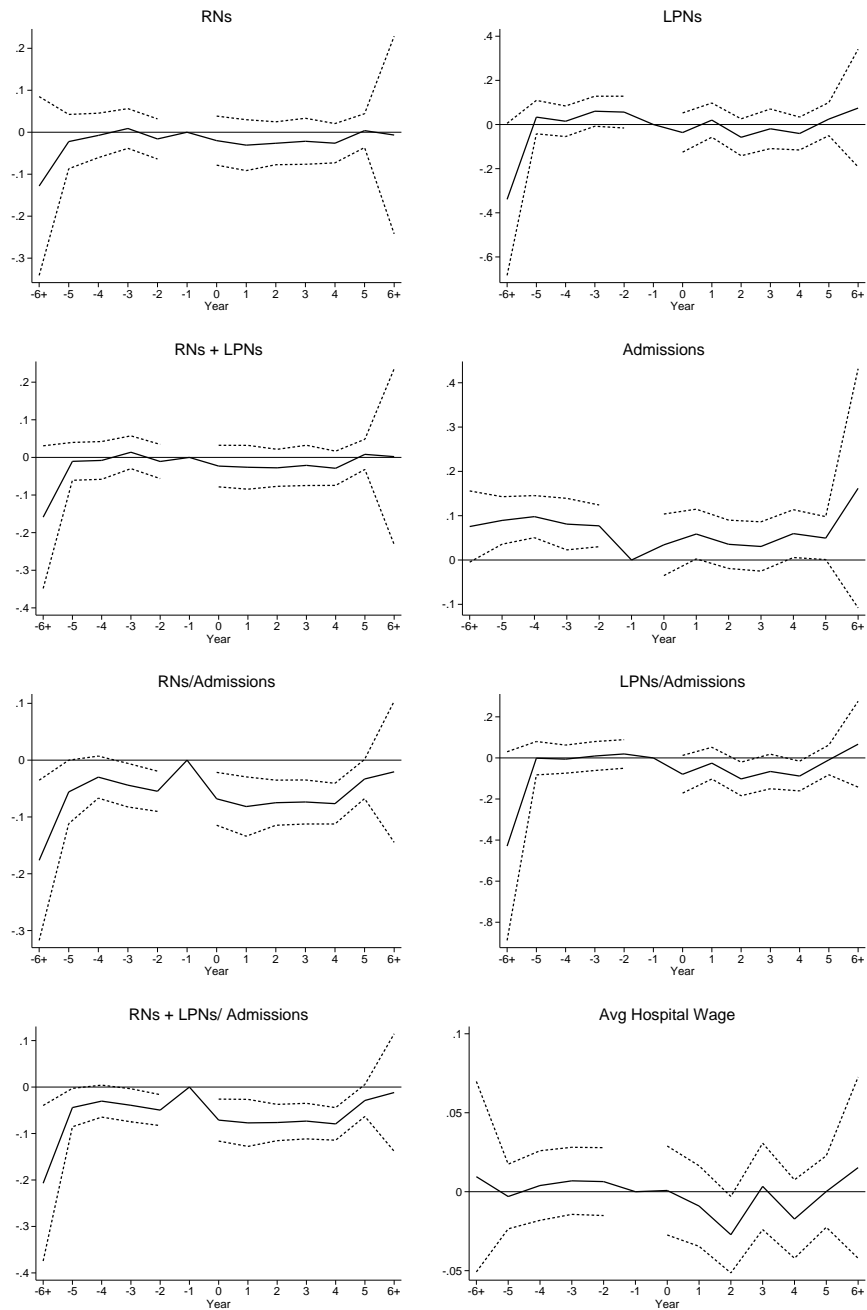 RNs
.2
.1
0
-.1
-.2
-.3
-6+ -5 -4 -3 -2 -1 0 1 2 3 4 5 6+
Year
LPNs
.4
.2
0
-.2
-.4
-.6
-6+ -5 -4 -3 -2 -1 0 1 2 3 4 5 6+
Year
RNs + LPNs
.2
.1
0
-.1
-.2
-.3
-.4
-6+ -5 -4 -3 -2 -1 0 1 2 3 4 5 6+
Year
Admissions
.4
.3
.2
.1
0
-.1
-6+ -5 -4 -3 -2 -1 0 1 2 3 4 5 6+
Year
RNs/Admissions
.1
0
-.1
-.2
-.3
-6+ -5 -4 -3 -2 -1 0 1 2 3 4 5 6+
Year
LPNs/Admissions
.2
0
-.2
-.4
-.6
-.8
-6+ -5 -4 -3 -2 -1 0 1 2 3 4 5 6+
Year
RNs + LPNs/ Admissions
.1
0
-.1
-.2
-.3
-.4
-6+ -5 -4 -3 -2 -1 0 1 2 3 4 5 6+
Year
Avg Hospital Wage
.1
.05
0
-.05
-6+ -5 -4 -3 -2 -1 0 1 2 3 4 5 6+
Year